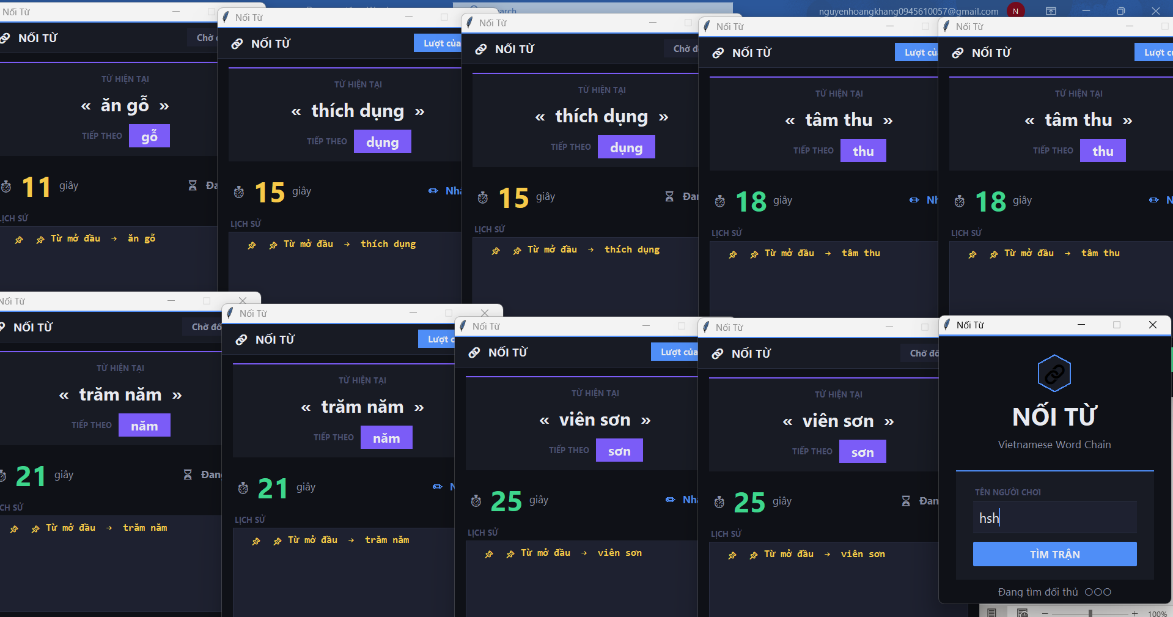 nguyenhoangkhang0945610057@gmail.com
N
Nối Từ
NỐI TỪ
TỪ HIỆN TẠI
« ăn gỗ »
TIẾP THEO gỗ
11 giây
LỊCH SỬ
Từ mở đầu → ăn gỗ
Nối Từ
NỐI TỪ
Lượt của
TỪ HIỆN TẠI
« thích dụng »
TIẾP THEO dụng
15 giây
LỊCH SỬ
Từ mở đầu → thích dụng
Nối Từ
NỐI TỪ
TỪ HIỆN TẠI
« thích dụng »
TIẾP THEO dụng
15 giây
LỊCH SỬ
Từ mở đầu → thích dụng
Nối Từ
NỐI TỪ
TỪ HIỆN TẠI
« tâm thu »
TIẾP THEO thu
18 giây
LỊCH SỬ
Từ mở đầu → tâm thu
Nối Từ
NỐI TỪ
TỪ HIỆN TẠI
« tâm thu »
TIẾP THEO thu
18 giây
LỊCH SỬ
Từ mở đầu → tâm thu
Nối Từ
NỐI TỪ
TỪ HIỆN TẠI
« trăm năm »
TIẾP THEO năm
21 giây
Từ mở đầu → trăm năm
Nối Từ
NỐI TỪ
TỪ HIỆN TẠI
« trăm năm »
TIẾP THEO năm
21 giây
LỊCH SỬ
Từ mở đầu → trăm năm
Nối Từ
NỐI TỪ
Lượt của
TỪ HIỆN TẠI
« viên sơn »
TIẾP THEO sơn
25 giây
LỊCH SỬ
Từ mở đầu → viên sơn
Nối Từ
NỐI TỪ
TỪ HIỆN TẠI
« viên sơn »
TIẾP THEO sơn
25 giây
LỊCH SỬ
Từ mở đầu → viên sơn
Nối Từ
NỐI TỪ
Vietnamese Word Chain
TÊN NGƯỜI CHƠI
hsh
TÌM TRẬN
Đang tìm đối thủ ○○○
100%